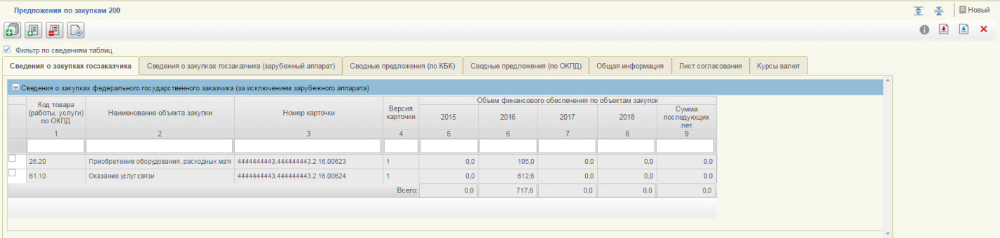 Предложения по закупкам 200
Новый
Фильтр по сведениям таблиц
Сведения о закупках госзаказчика
Сведения о закупках госзаказчика (зарубежный аппарат)
Сводные предложения (по КБК)
Сводные предложения (по ОКПД)
Общая информация
Лист согласования
Курсы валют
Сведения о закупках федерального государственного заказчика (за исключением зарубежного аппарата)
Код товара
(работы, услуги)
по ОКПД
Наименование объекта закупки
Номер карточки
Версия
карточки
Объем финансового обеспечения по объектам закупок
2015
2016
2017
2018
Сумма
последующих
лет
1 2 3 4 5 6 7 8 9
26.20 Приобретение оборудования, расходных мате 4444444443.444444443.2.16.00623 1 0,0 105,0 0,0 0,0 0,0
61.10 Оказание услуг связи 4444444443.444444443.2.16.00624 1 0,0 612,6 0,0 0,0 0,0
Всего: 0,0 717,6 0,0 0,0 0,0